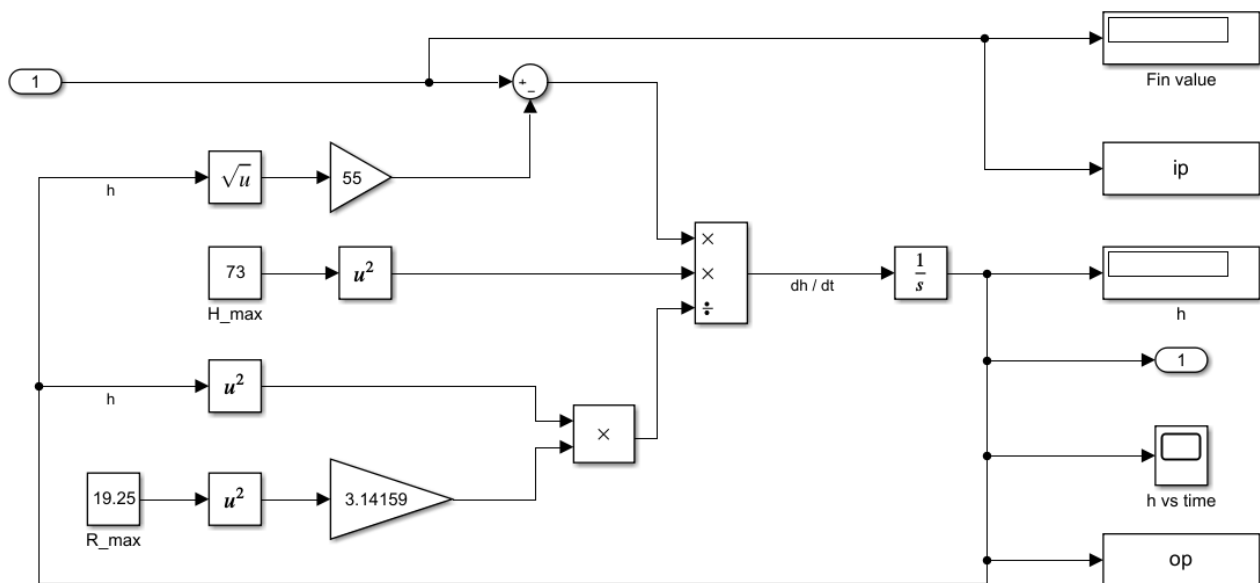 1
+
−
Fin value
ip
h
√u
55
73
u²
H_max
×
×
÷
dh / dt
1
s
h
1
h
u²
×
19.25
u²
3.14159
R_max
h vs time
op